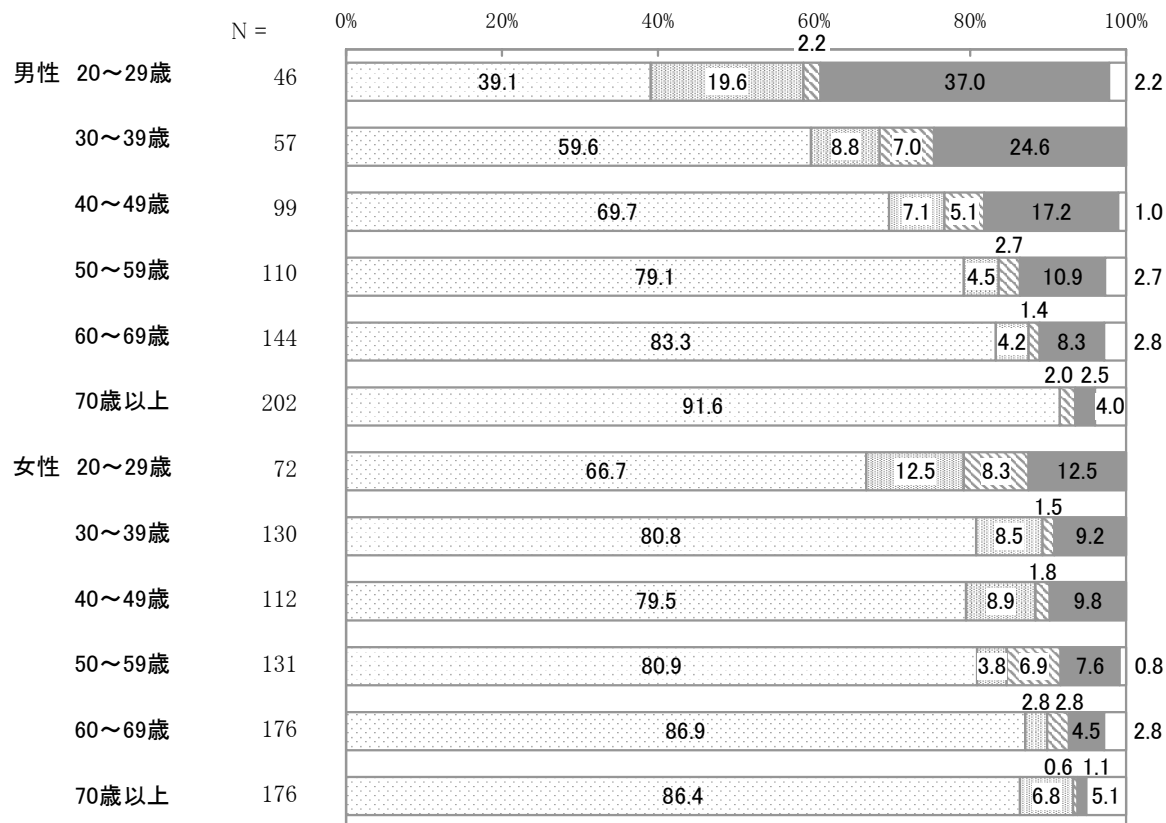 N =
0% 20% 40% 60% 80% 100%
2.2
男性 20～29歳 46 39.1 19.6 37.0 2.2
30～39歳 57 59.6 8.8 7.0 24.6
40～49歳 99 69.7 7.1 5.1 17.2 1.0
2.7
50～59歳 110 79.1 4.5 10.9 2.7
1.4
60～69歳 144 83.3 4.2 8.3 2.8
2.0 2.5
70歳以上 202 91.6 4.0
女性 20～29歳 72 66.7 12.5 8.3 12.5
1.5
30～39歳 130 80.8 8.5 9.2
1.8
40～49歳 112 79.5 8.9 9.8
50～59歳 131 80.9 3.8 6.9 7.6 0.8
2.8 2.8
60～69歳 176 86.9 4.5 2.8
0.6 1.1
70歳以上 176 86.4 6.8 5.1